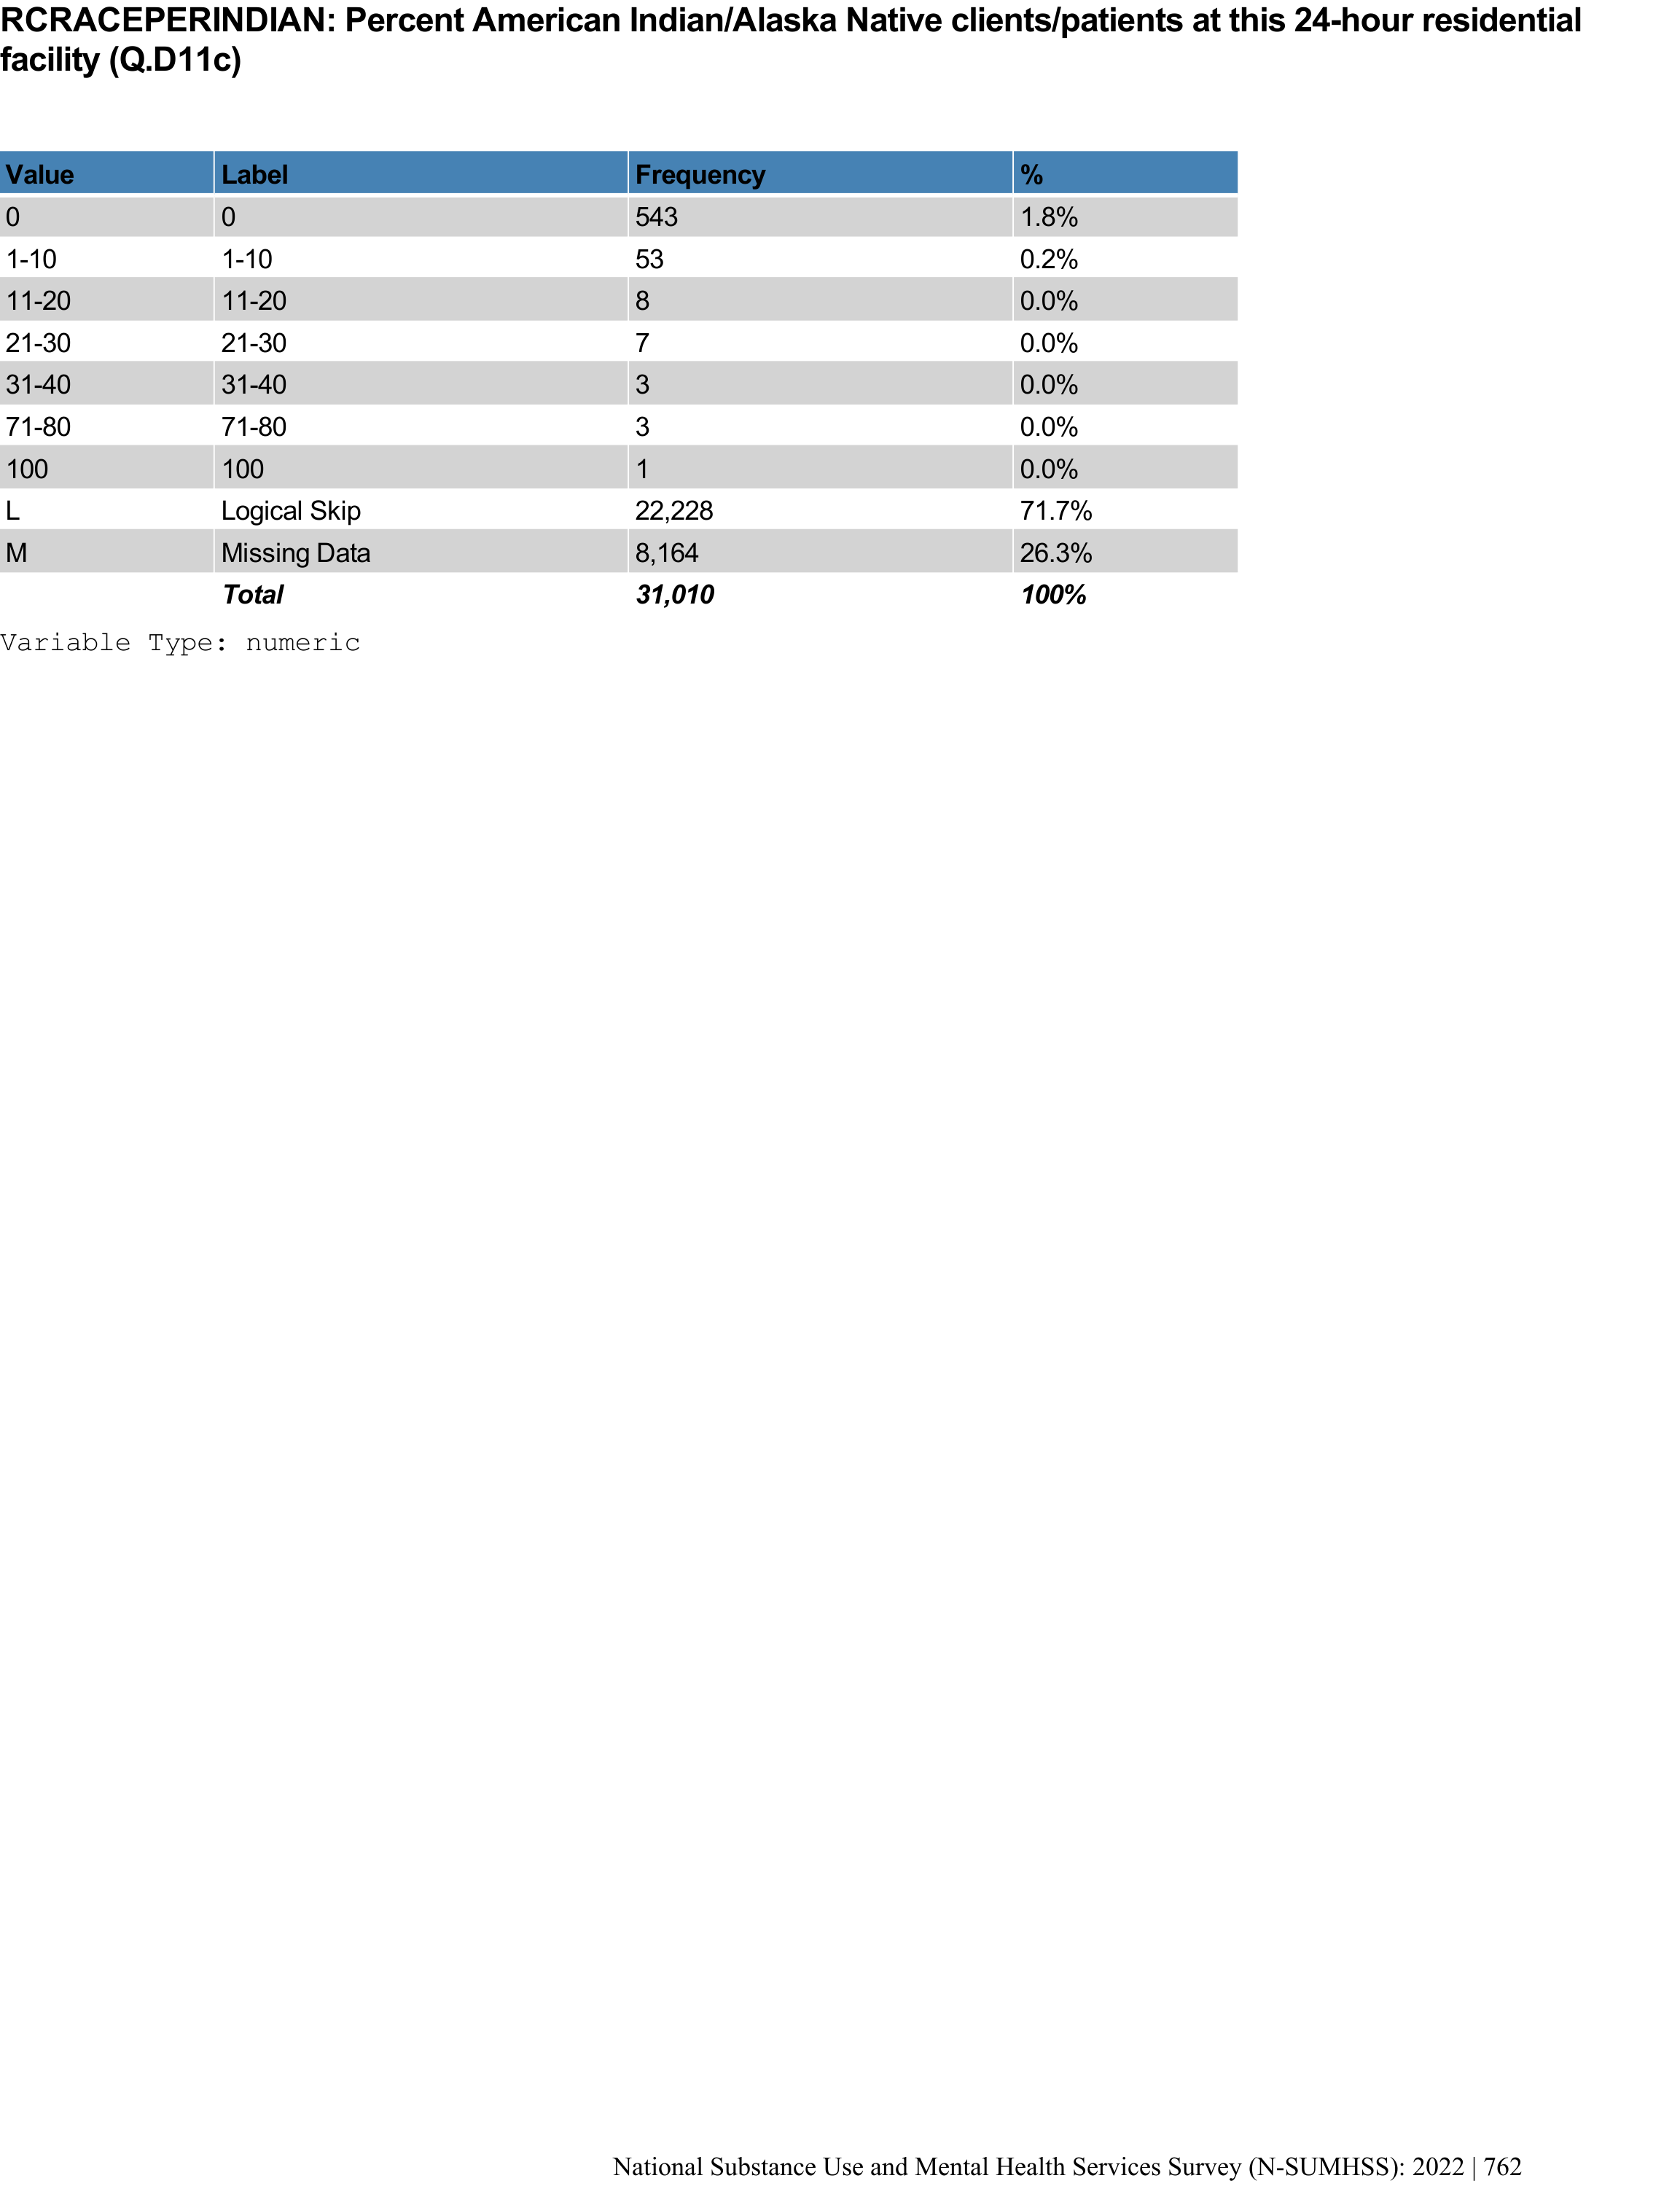 RCRACEPERINDIAN: Percent American Indian/Alaska Native clients/patients at this 24-hour residential
facility (Q.D11c)
Value Label Frequency %
0 0 543 1.8%
1-10 1-10 53 0.2%
11-20 11-20 8 0.0%
21-30 21-30 7 0.0%
31-40 31-40 3 0.0%
71-80 71-80 3 0.0%
100 100 1 0.0%
L Logical Skip 22,228 71.7%
M Missing Data 8,164 26.3%
Total 31,010 100%
Variable Type: numeric
National Substance Use and Mental Health Services Survey (N-SUMHSS): 2022 | 762